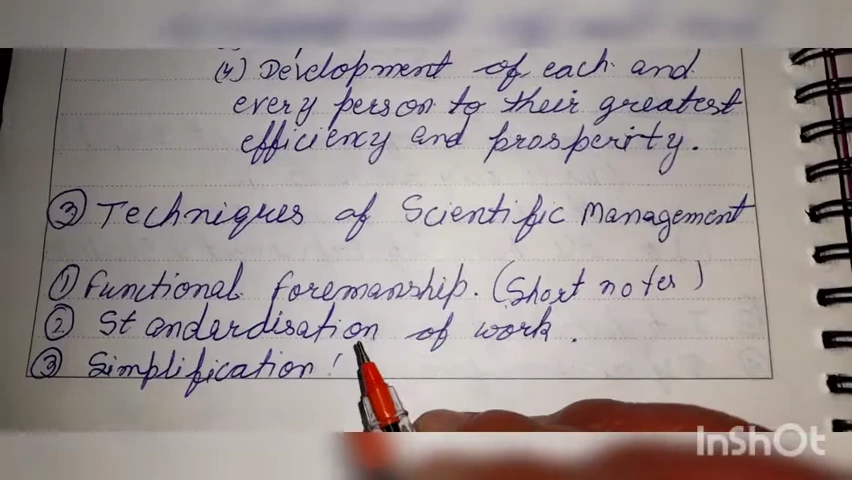 (4) Development of each and
every person to their greatest
efficiency and prosperity.
③ Techniques of Scientific Management
① Functional foremanship. (Short notes)
② Standardisation of work.
③ Simplification
InShOt